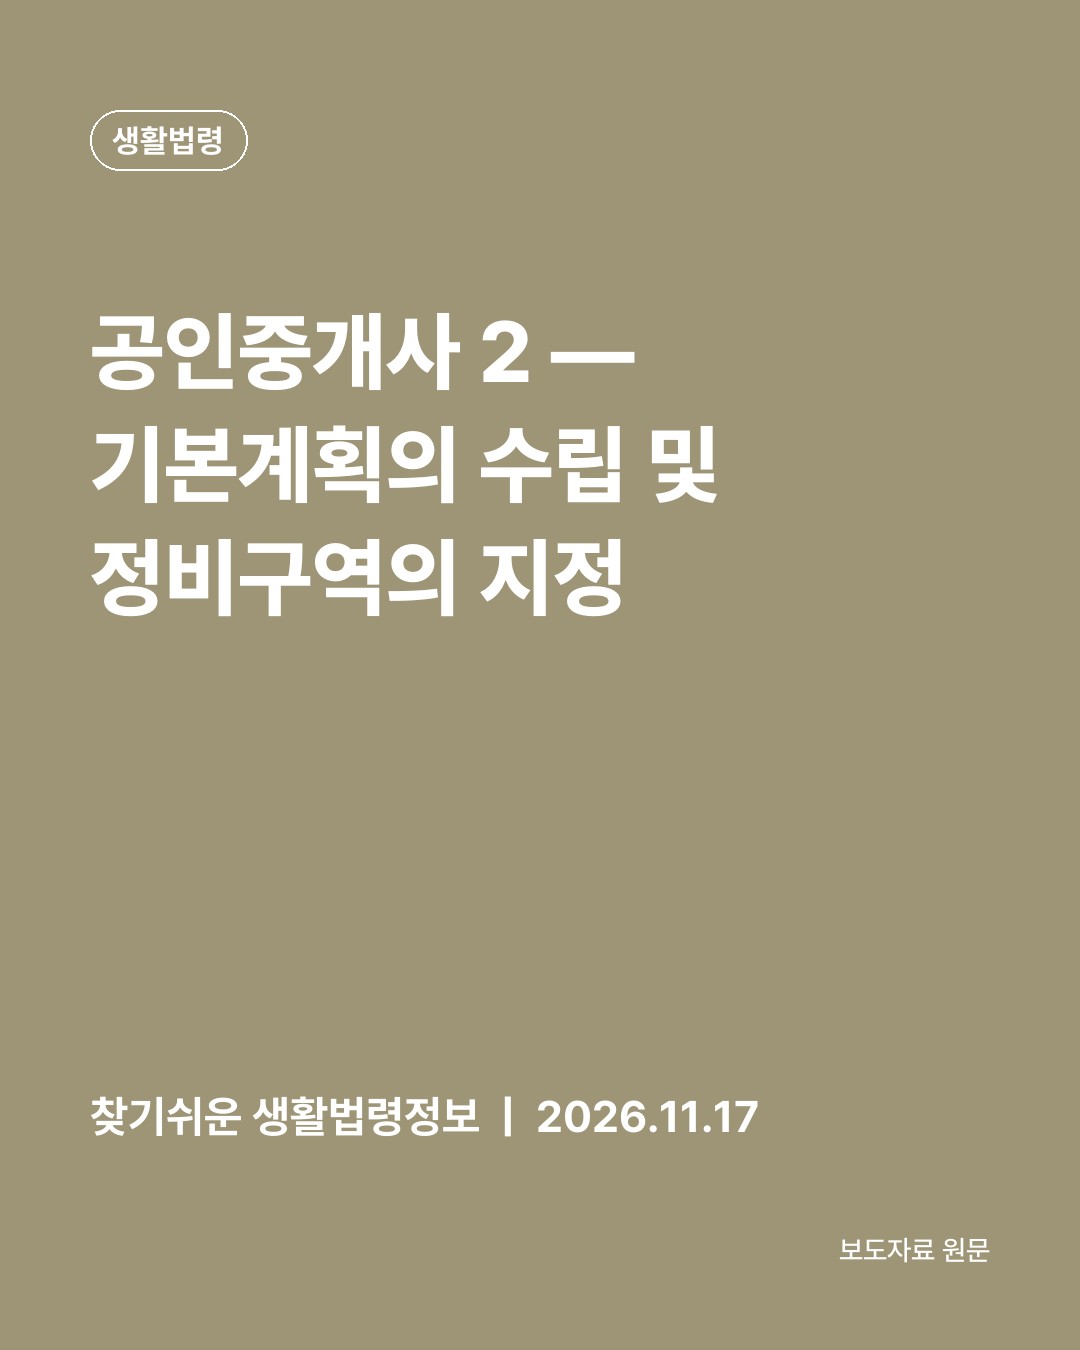 생활법령
공인중개사 2 —
기본계획의 수립 및
정비구역의 지정
찾기쉬운 생활법령정보 | 2026.11.17
보도자료 원문